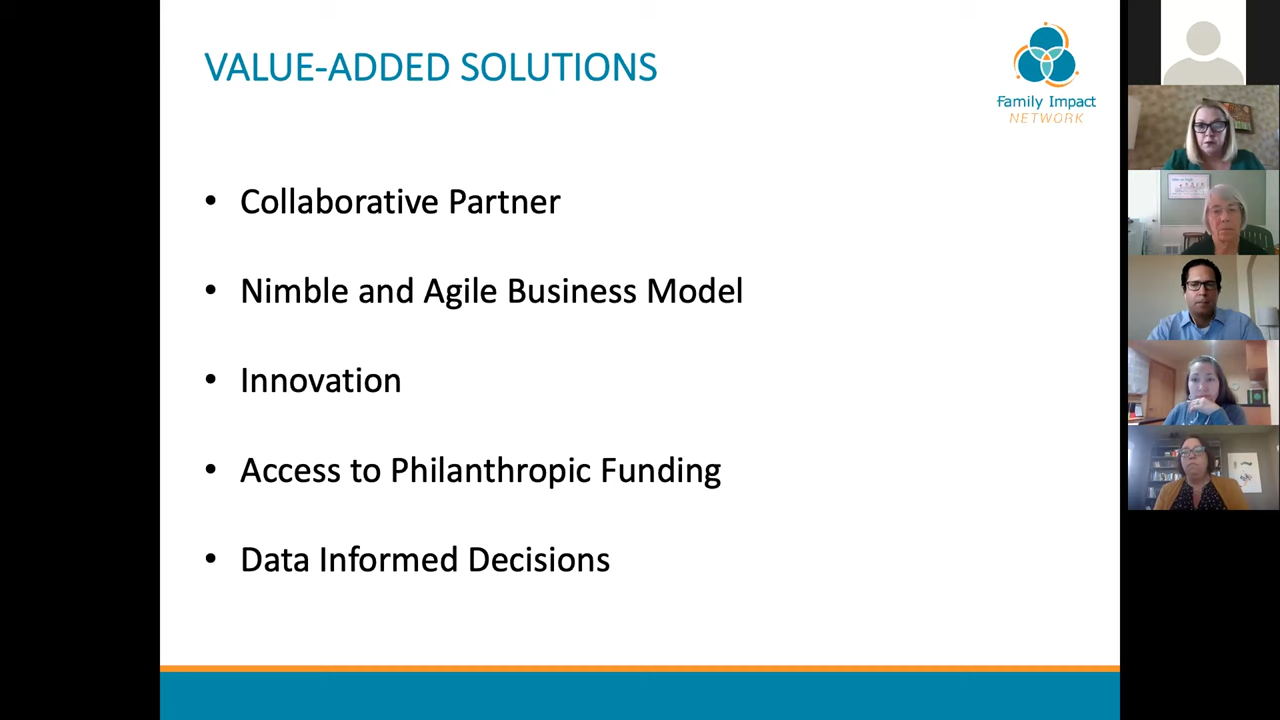 VALUE-ADDED SOLUTIONS
Family Impact
NETWORK
• Collaborative Partner
• Nimble and Agile Business Model
• Innovation
• Access to Philanthropic Funding
• Data Informed Decisions